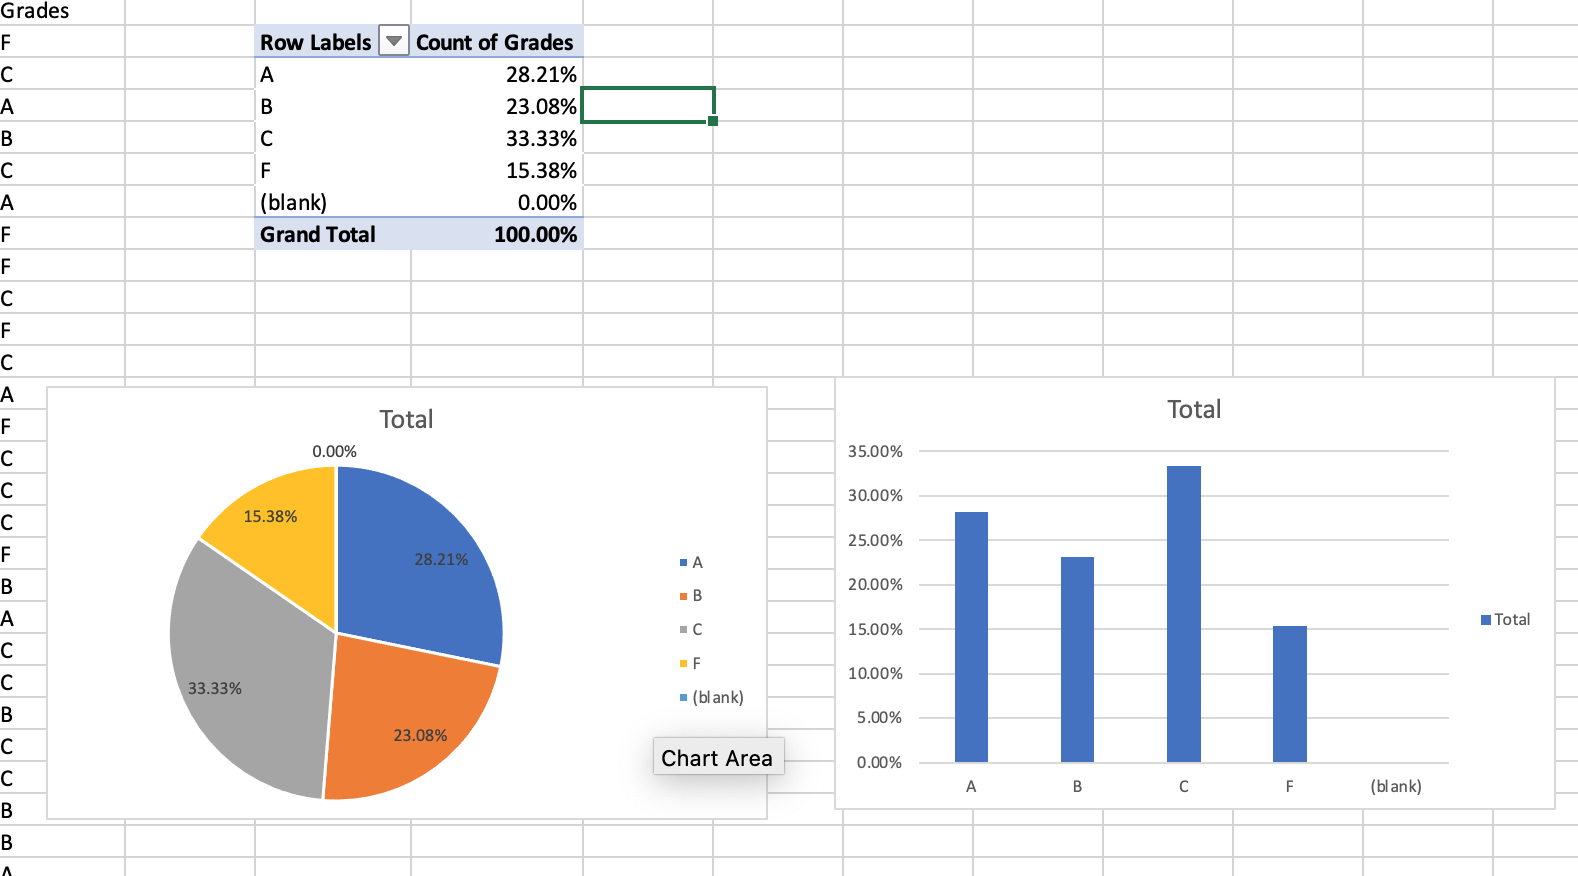 Grades
F
Row Labels Count of Grades
C
A 28.21%
A
B 23.08%
B
C 33.33%
C
F 15.38%
A
(blank) 0.00%
F
Grand Total 100.00%
F
C
F
C
A
F
C
C
C
F
B
A
C
C
B
C
C
B
B
A
Total
0.00%
15.38%
28.21%
33.33%
23.08%
A
B
C
F
(blank)
Chart Area
Total
35.00%
30.00%
25.00%
20.00%
15.00%
10.00%
5.00%
0.00%
A B C F (blank)
Total